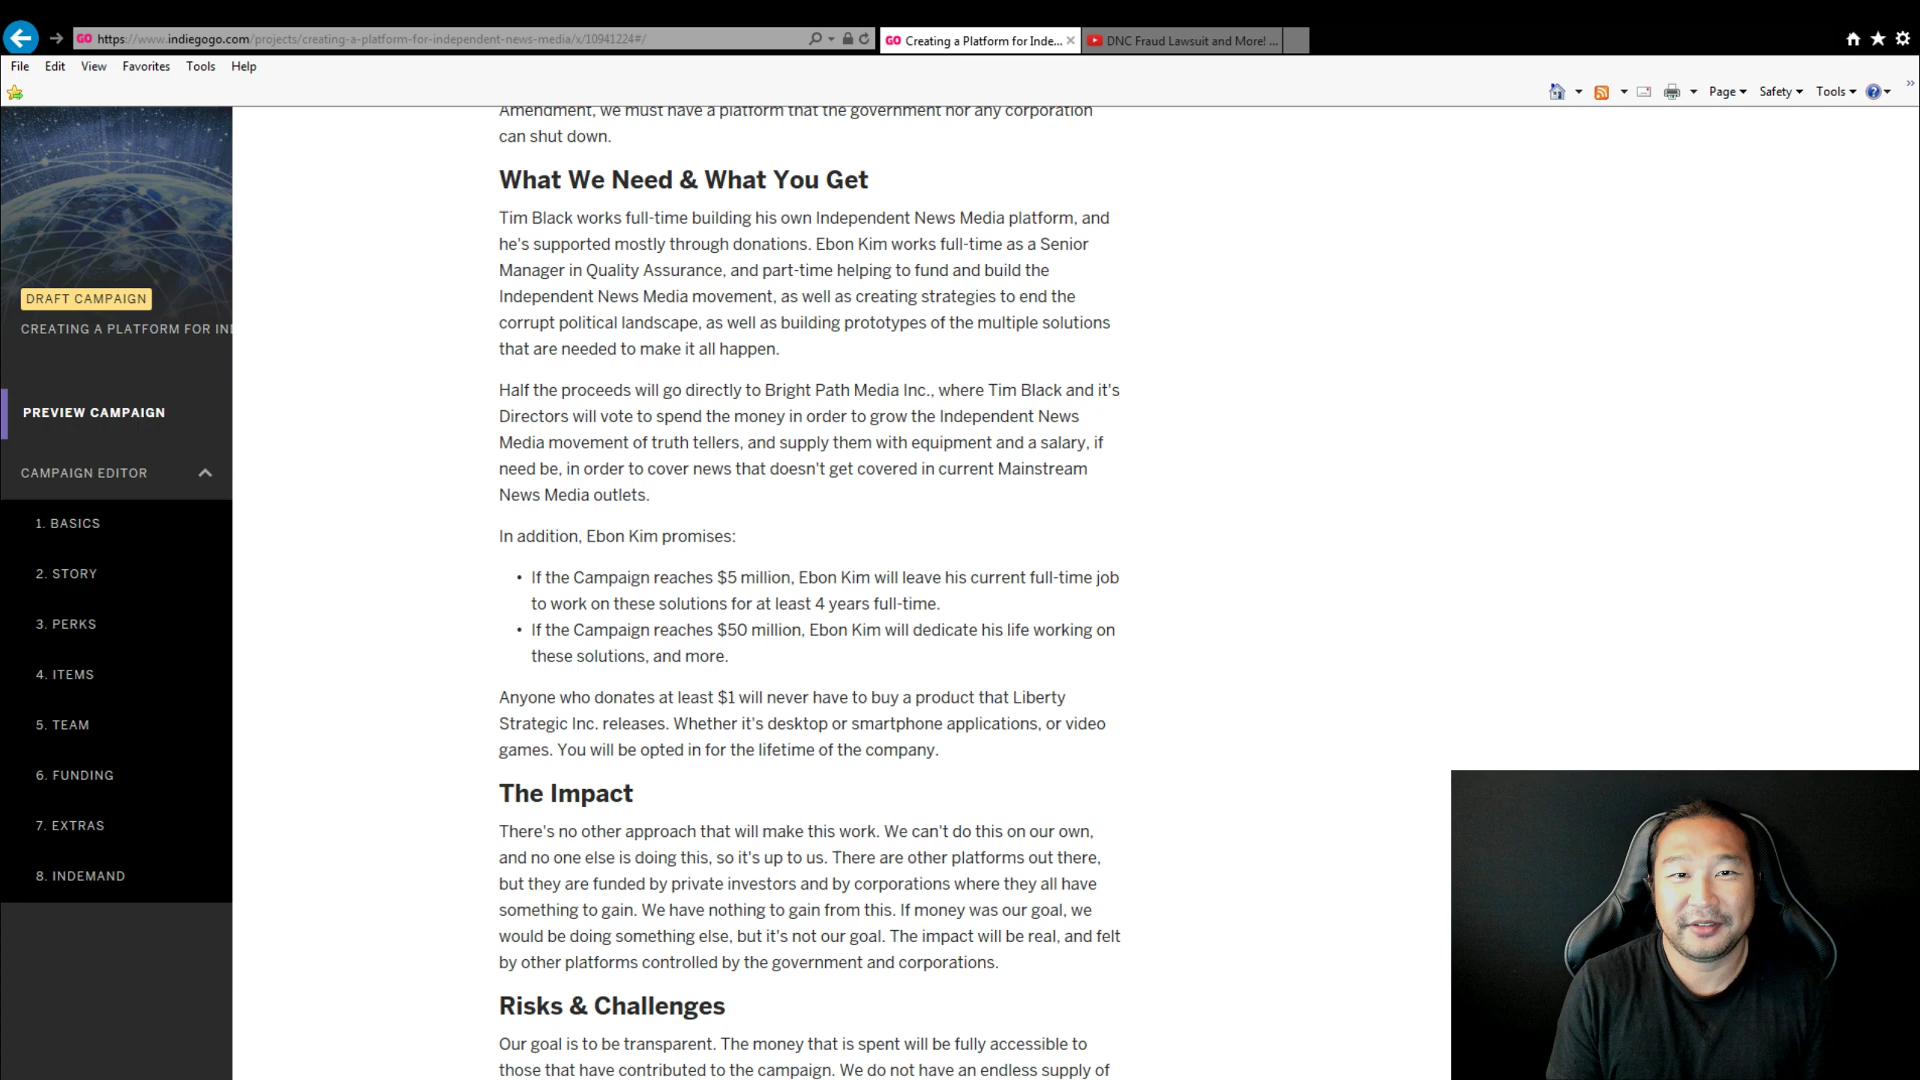 GO https://www.indiegogo.com/projects/creating-a-platform-for-independent-news-media/x/10941224#/
GO Creating a Platform for Inde...
DNC Fraud Lawsuit and More! ...
File Edit View Favorites Tools Help
Page Safety Tools
DRAFT CAMPAIGN
CREATING A PLATFORM FOR IN
PREVIEW CAMPAIGN
CAMPAIGN EDITOR
1. BASICS
2. STORY
3. PERKS
4. ITEMS
5. TEAM
6. FUNDING
7. EXTRAS
8. INDEMAND
Amendment, we must have a platform that the government nor any corporation
can shut down.
What We Need & What You Get
Tim Black works full-time building his own Independent News Media platform, and
he's supported mostly through donations. Ebon Kim works full-time as a Senior
Manager in Quality Assurance, and part-time helping to fund and build the
Independent News Media movement, as well as creating strategies to end the
corrupt political landscape, as well as building prototypes of the multiple solutions
that are needed to make it all happen.
Half the proceeds will go directly to Bright Path Media Inc., where Tim Black and it's
Directors will vote to spend the money in order to grow the Independent News
Media movement of truth tellers, and supply them with equipment and a salary, if
need be, in order to cover news that doesn't get covered in current Mainstream
News Media outlets.
In addition, Ebon Kim promises:
• If the Campaign reaches $5 million, Ebon Kim will leave his current full-time job
to work on these solutions for at least 4 years full-time.
• If the Campaign reaches $50 million, Ebon Kim will dedicate his life working on
these solutions, and more.
Anyone who donates at least $1 will never have to buy a product that Liberty
Strategic Inc. releases. Whether it's desktop or smartphone applications, or video
games. You will be opted in for the lifetime of the company.
The Impact
There's no other approach that will make this work. We can't do this on our own,
and no one else is doing this, so it's up to us. There are other platforms out there,
but they are funded by private investors and by corporations where they all have
something to gain. We have nothing to gain from this. If money was our goal, we
would be doing something else, but it's not our goal. The impact will be real, and felt
by other platforms controlled by the government and corporations.
Risks & Challenges
Our goal is to be transparent. The money that is spent will be fully accessible to
those that have contributed to the campaign. We do not have an endless supply of